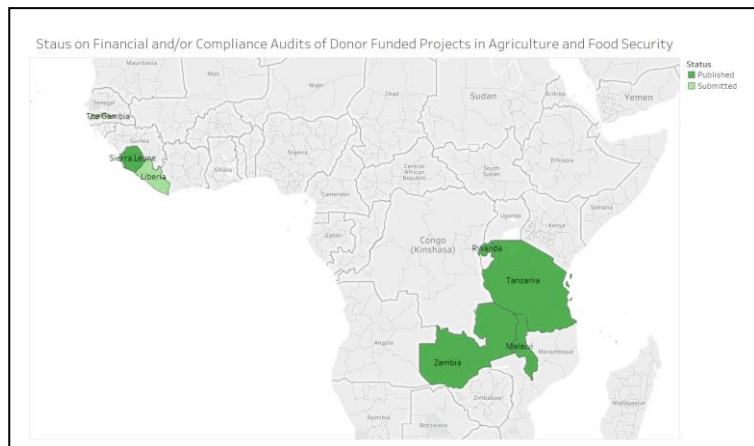 Staus on Financial and/or Compliance Audits of Donor Funded Projects in Agriculture and Food Security
Status
Published
Submitted
Mauritania
Mali
Niger
Chad
Sudan
Eritrea
Yemen
Senegal
The Gambia
Guinea
Sierra Leone
Liberia
Ghana
Nigeria
Cameroon
Central
African
Republic
South
Sudan
Ethiopia
Somalia
Gabon
Congo
(Kinshasa)
Uganda
Kenya
Rwanda
Tanzania
Angola
Zambia
Malawi
Mozambique
Zimbabwe
Namibia
Botswana
Madagascar